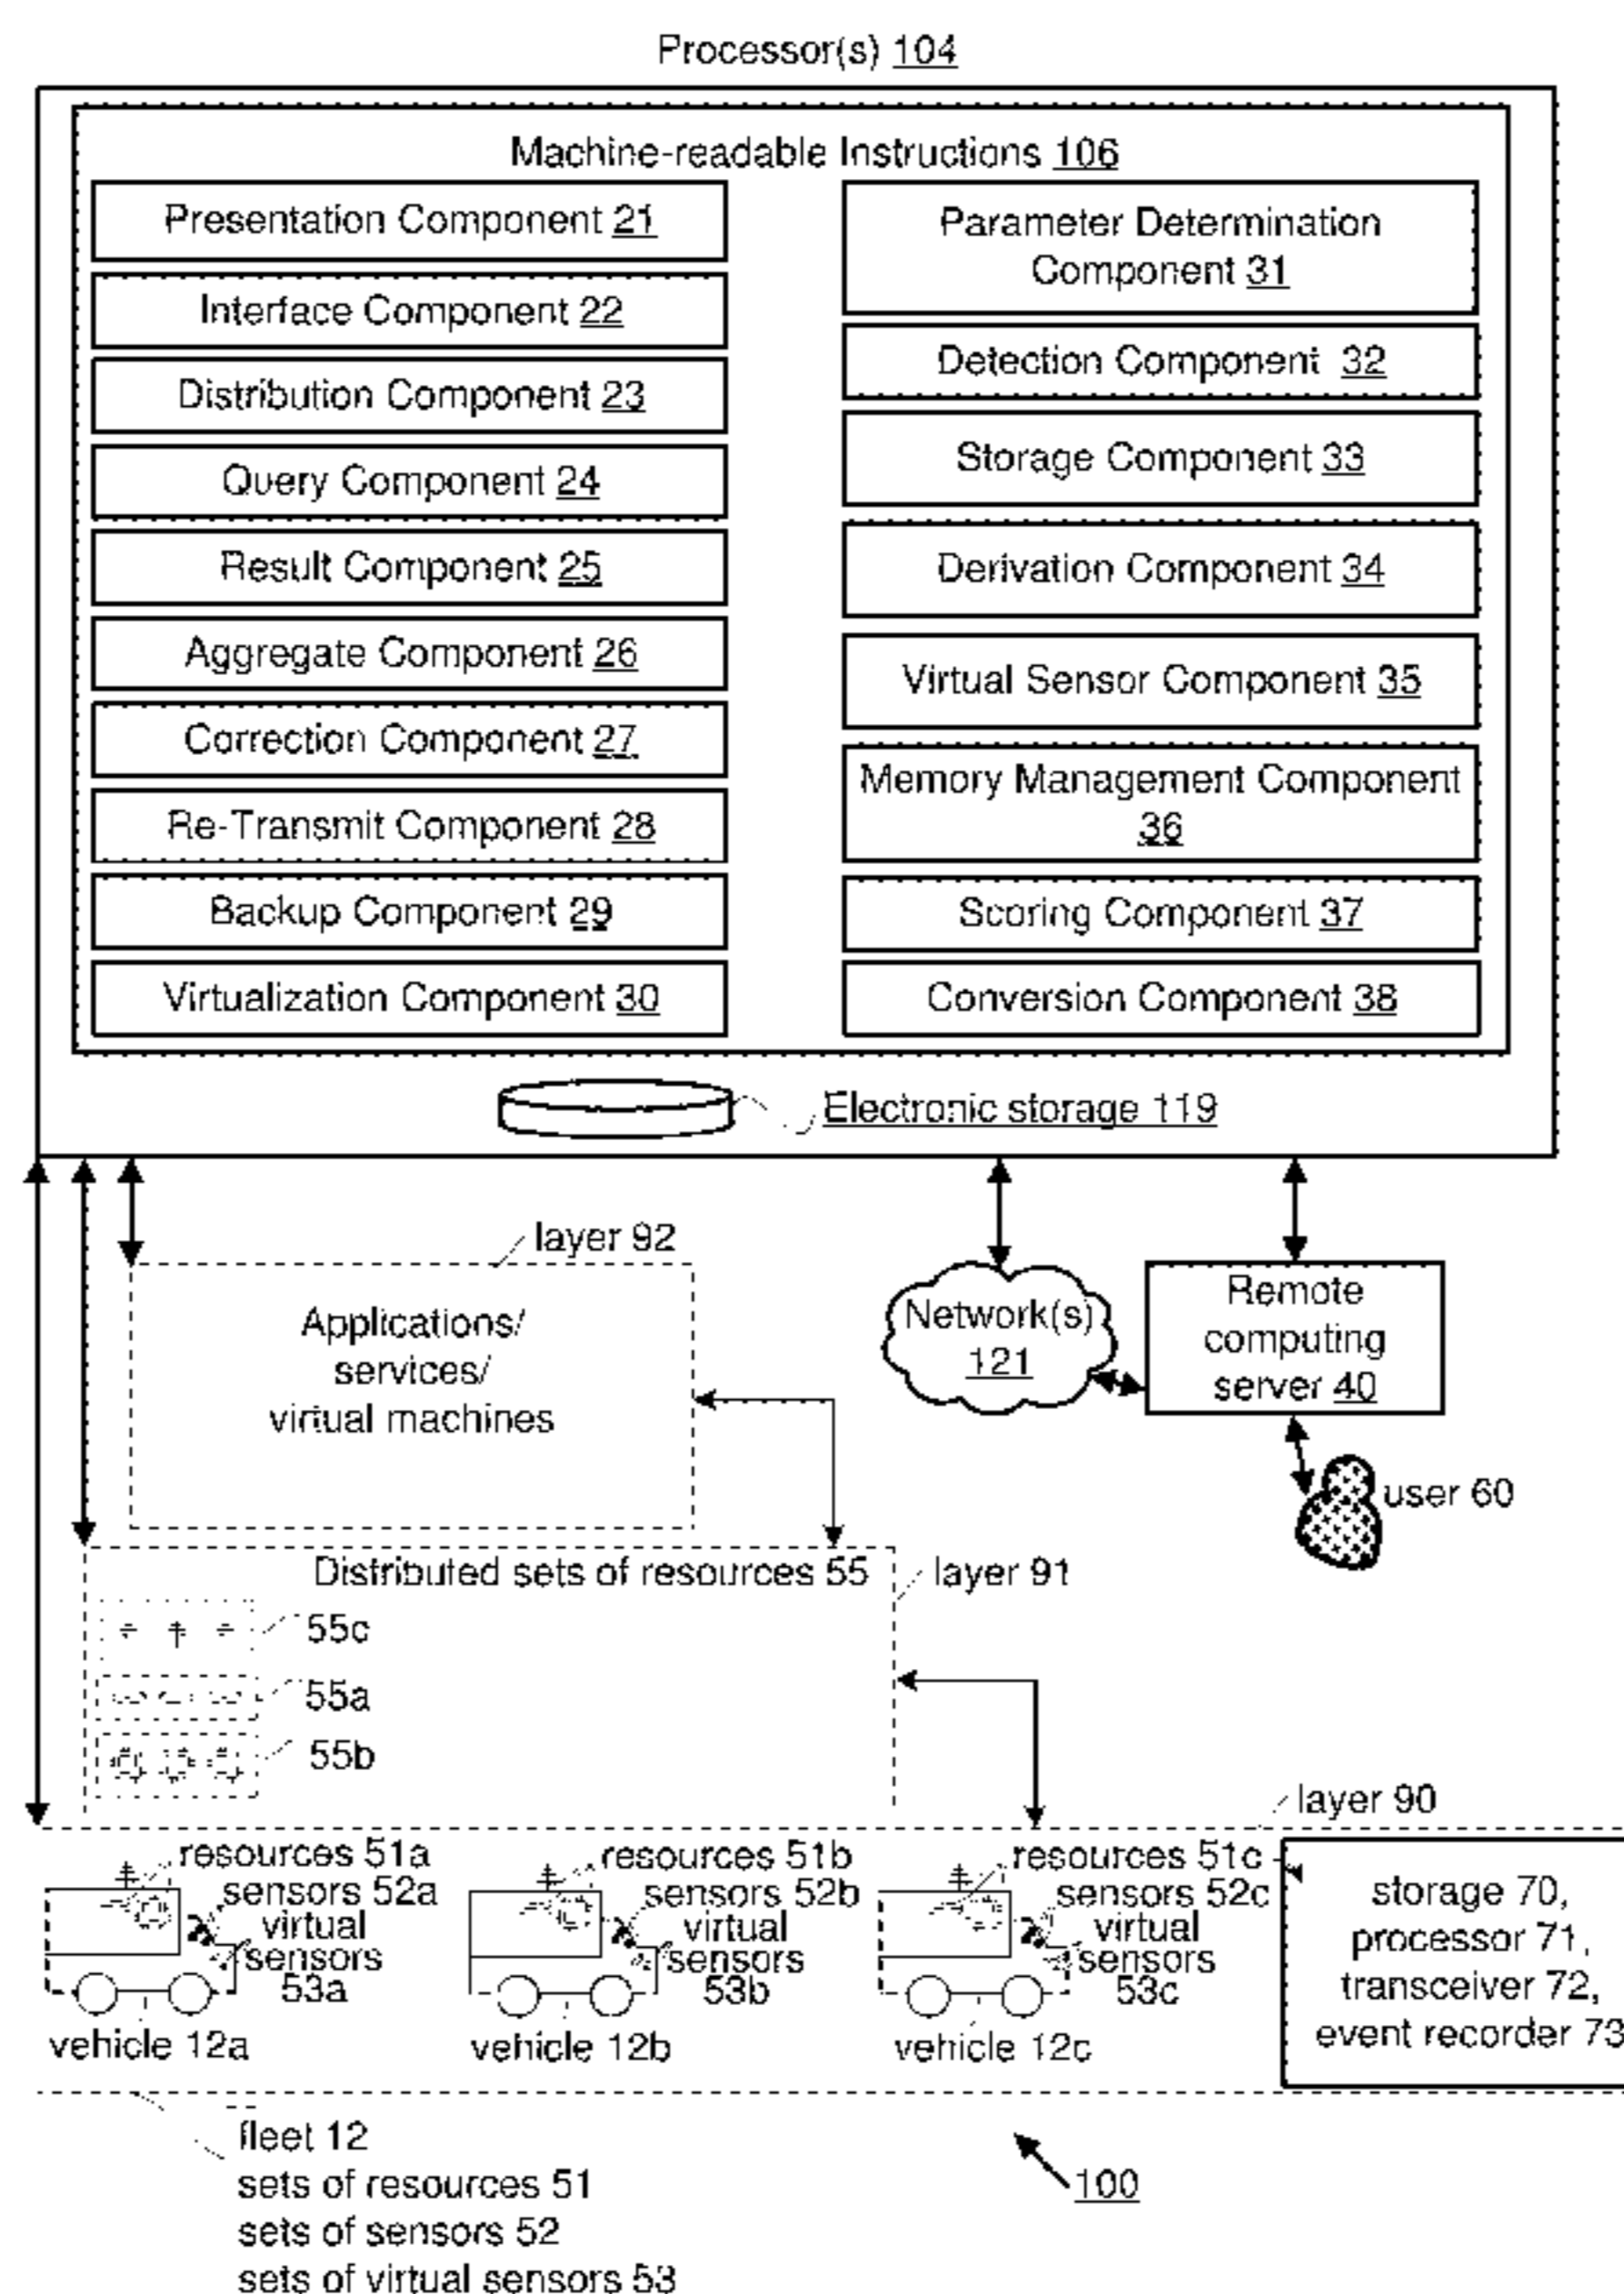 Processor(s) 104
Machine-readable Instructions 106
Presentation Component 21
Interface Component 22
Distribution Component 23
Query Component 24
Result Component 25
Aggregate Component 26
Correction Component 27
Re-Transmit Component 28
Backup Component 29
Virtualization Component 30
Parameter Determination
Component 31
Detection Component 32
Storage Component 33
Derivation Component 34
Virtual Sensor Component 35
Memory Management Component
36
Scoring Component 37
Conversion Component 38
Electronic storage 119
layer 92
Applications/
services/
virtual machines
Network(s)
121
Remote
computing
server 40
user 60
Distributed sets of resources 55
layer 91
55c
55a
55b
layer 90
resources 51a
sensors 52a
virtual
sensors
53a
vehicle 12a
resources 51b
sensors 52b
virtual
sensors
53b
vehicle 12b
resources 51c
sensors 52c
virtual
sensors
53c
vehicle 12c
storage 70,
processor 71,
transceiver 72,
event recorder 73
fleet 12
sets of resources 51
sets of sensors 52
sets of virtual sensors 53
100